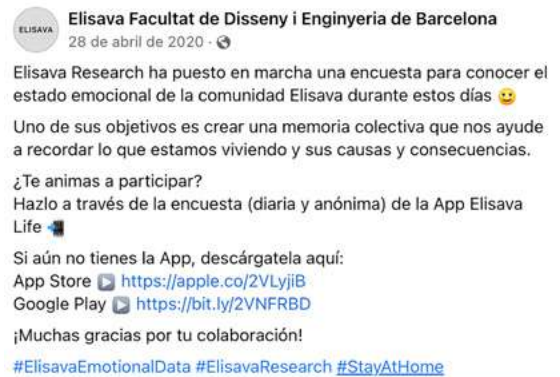 ELISAVA
Elisava Facultat de Disseny i Enginyeria de Barcelona
28 de abril de 2020 ·
Elisava Research ha puesto en marcha una encuesta para conocer el
estado emocional de la comunidad Elisava durante estos días 🙂
Uno de sus objetivos es crear una memoria colectiva que nos ayude
a recordar lo que estamos viviendo y sus causas y consecuencias.
¿Te animas a participar?
Hazlo a través de la encuesta (diaria y anónima) de la App Elisava
Life 📲
Si aún no tienes la App, descárgatela aquí:
App Store ▶️ https://apple.co/2VLyjiB
Google Play ▶️ https://bit.ly/2VNFRBD
¡Muchas gracias por tu colaboración!
#ElisavaEmotionalData #ElisavaResearch #StayAtHome